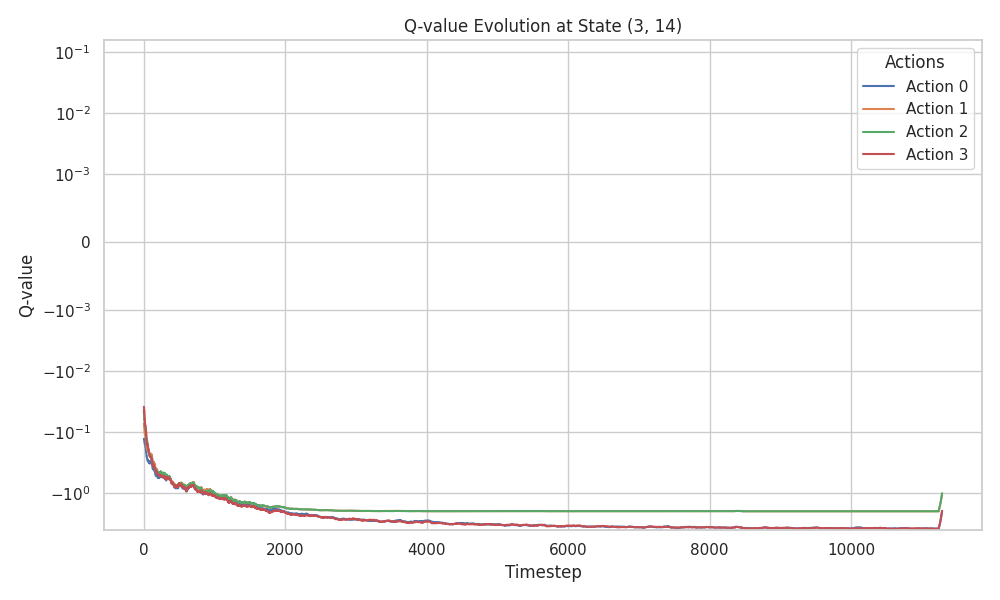 Q-value Evolution at State (3, 14)
Actions
Action 0
Action 1
Action 2
Action 3
Q-value
10⁻¹
10⁻²
10⁻³
0
−10⁻³
−10⁻²
−10⁻¹
−10⁰
0 2000 4000 6000 8000 10000
Timestep